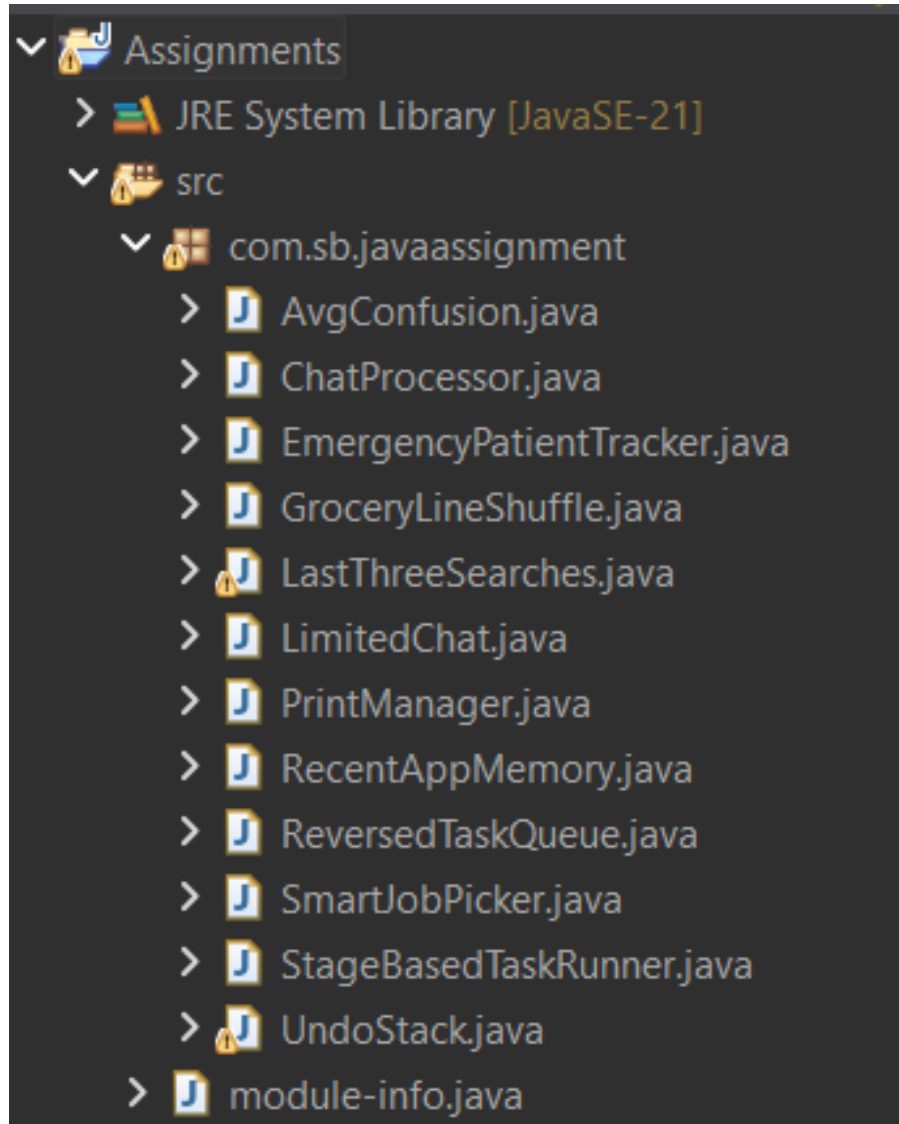 Assignments
JRE System Library [JavaSE-21]
src
com.sb.javaassignment
AvgConfusion.java
ChatProcessor.java
EmergencyPatientTracker.java
GroceryLineShuffle.java
LastThreeSearches.java
LimitedChat.java
PrintManager.java
RecentAppMemory.java
ReversedTaskQueue.java
SmartJobPicker.java
StageBasedTaskRunner.java
UndoStack.java
module-info.java